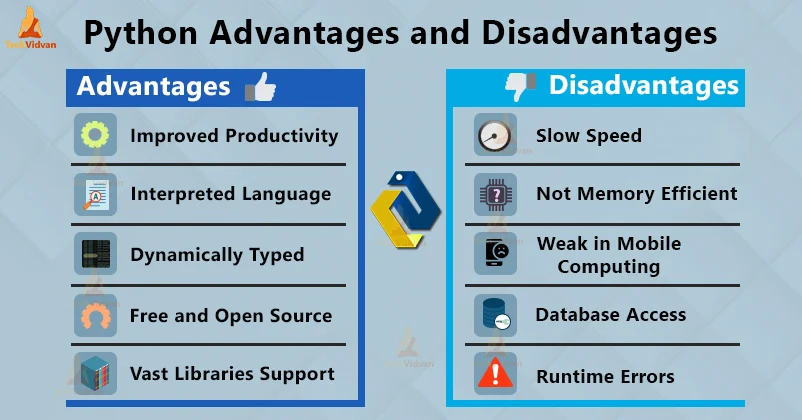 TechVidvan
Python Advantages and Disadvantages
Advantages
Improved Productivity
Interpreted Language
Dynamically Typed
Free and Open Source
Vast Libraries Support
Disadvantages
Slow Speed
Not Memory Efficient
Weak in Mobile
Computing
Database Access
Runtime Errors